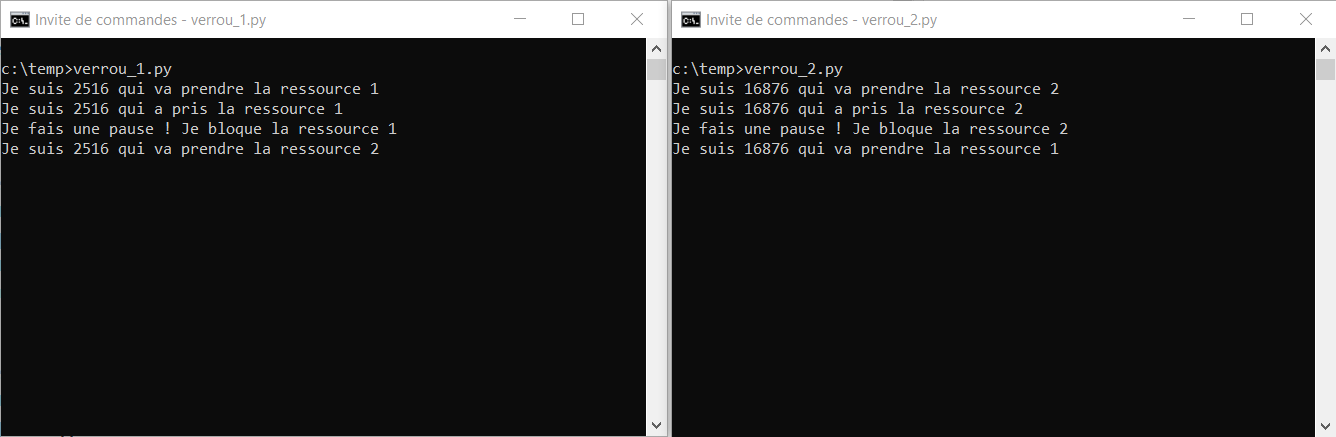 Invite de commandes - verrou_1.py
c:\temp>verrou_1.py
Je suis 2516 qui va prendre la ressource 1
Je suis 2516 qui a pris la ressource 1
Je fais une pause ! Je bloque la ressource 1
Je suis 2516 qui va prendre la ressource 2
Invite de commandes - verrou_2.py
c:\temp>verrou_2.py
Je suis 16876 qui va prendre la ressource 2
Je suis 16876 qui a pris la ressource 2
Je fais une pause ! Je bloque la ressource 2
Je suis 16876 qui va prendre la ressource 1